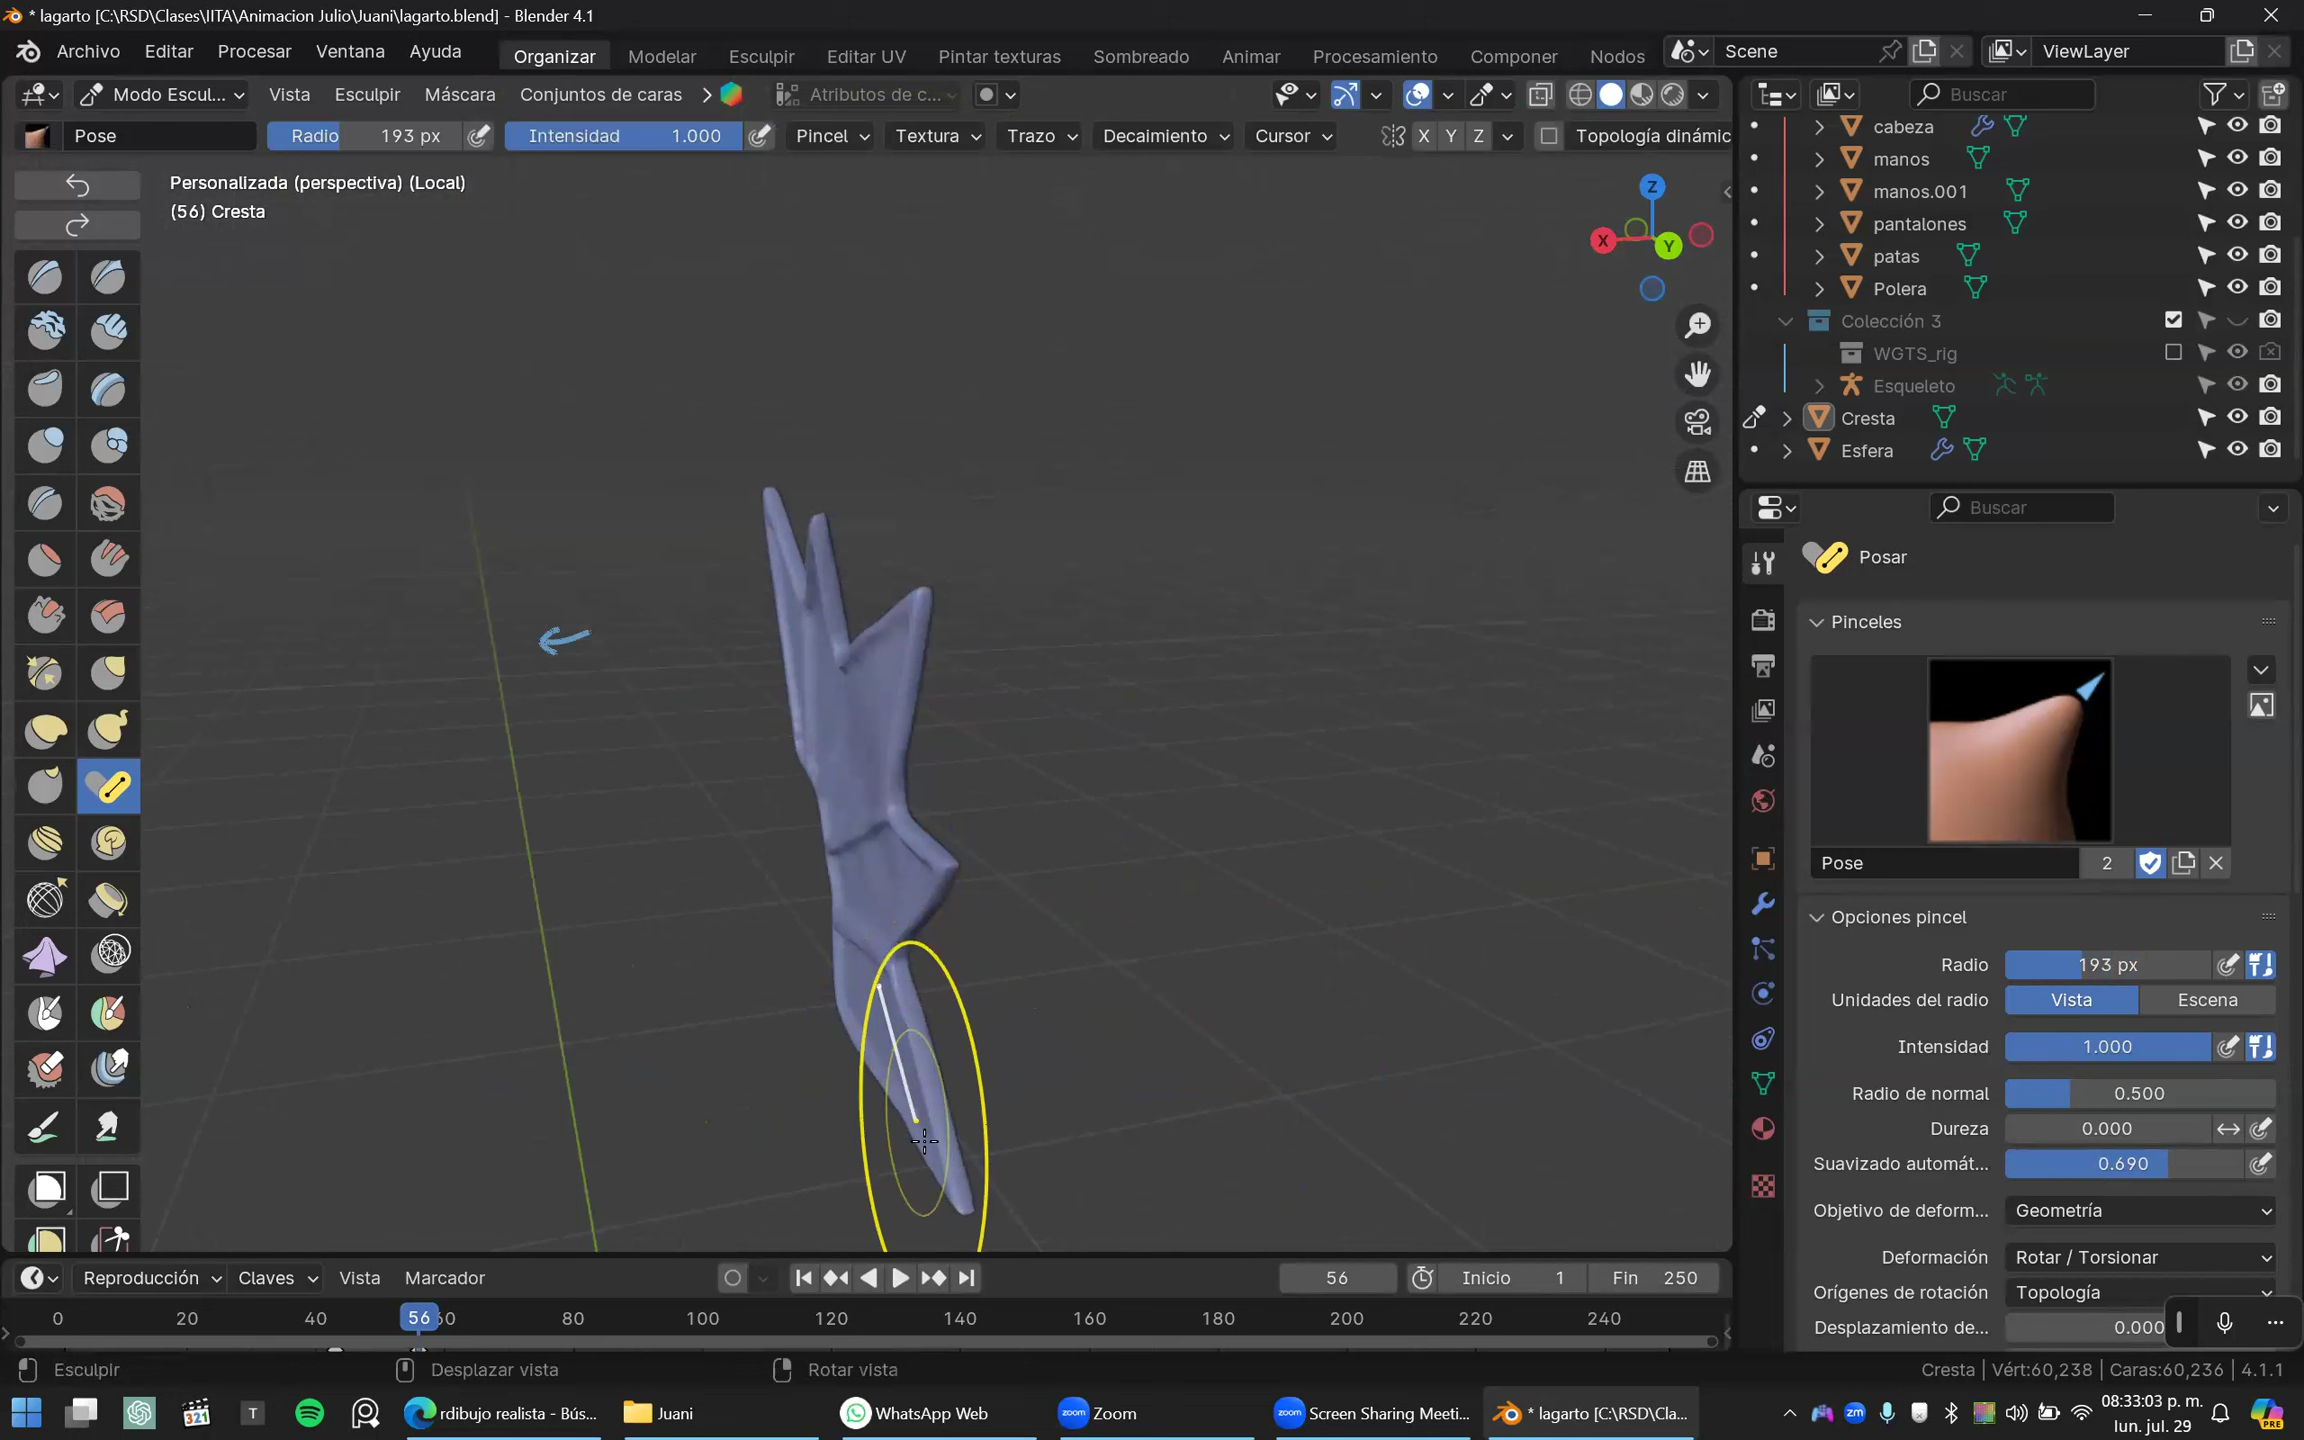 * lagarto [C:\RSD\Clases\IITA\Animacion Julio\Juani\lagarto.blend] - Blender 4.1
Archivo Editar Procesar Ventana Ayuda Organizar Modelar Esculpir Editar UV Pintar texturas Sombreado Animar Procesamiento Componer Nodos Scene ViewLayer
Modo Escul... Vista Esculpir Máscara Conjuntos de caras Atributos de c... Buscar
Pose Radio 193 px Intensidad 1.000 Pincel Textura Trazo Decaimiento Cursor X Y Z Topología dinámic
Personalizada (perspectiva) (Local)
(56) Cresta
Z
X
Y
cabeza
manos
manos.001
pantalones
patas
Polera
Colección 3
WGTS_rig
Esqueleto
Cresta
Esfera
Buscar
Posar
Pinceles
Pose 2
Opciones pincel
Radio 193 px
Unidades del radio Vista Escena
Intensidad 1.000
Radio de normal 0.500
Dureza 0.000
Suavizado automát... 0.690
Objetivo de deform... Geometría
Deformación Rotar / Torsionar
Orígenes de rotación Topología
Desplazamiento de... 0.000
Reproducción Claves Vista Marcador 56 Inicio 1 Fin 250
0 20 40 56 60 80 100 120 140 160 180 200 220 240
Esculpir Desplazar vista Rotar vista Cresta | Vért:60,238 | Caras:60,236 | 4.1.1
321 T rdibujo realista - Bús... Juani WhatsApp Web zoom Zoom zoom Screen Sharing Meeti... * lagarto [C:\RSD\Cla... zm 08:33:03 p. m.
lun. jul. 29
PRE